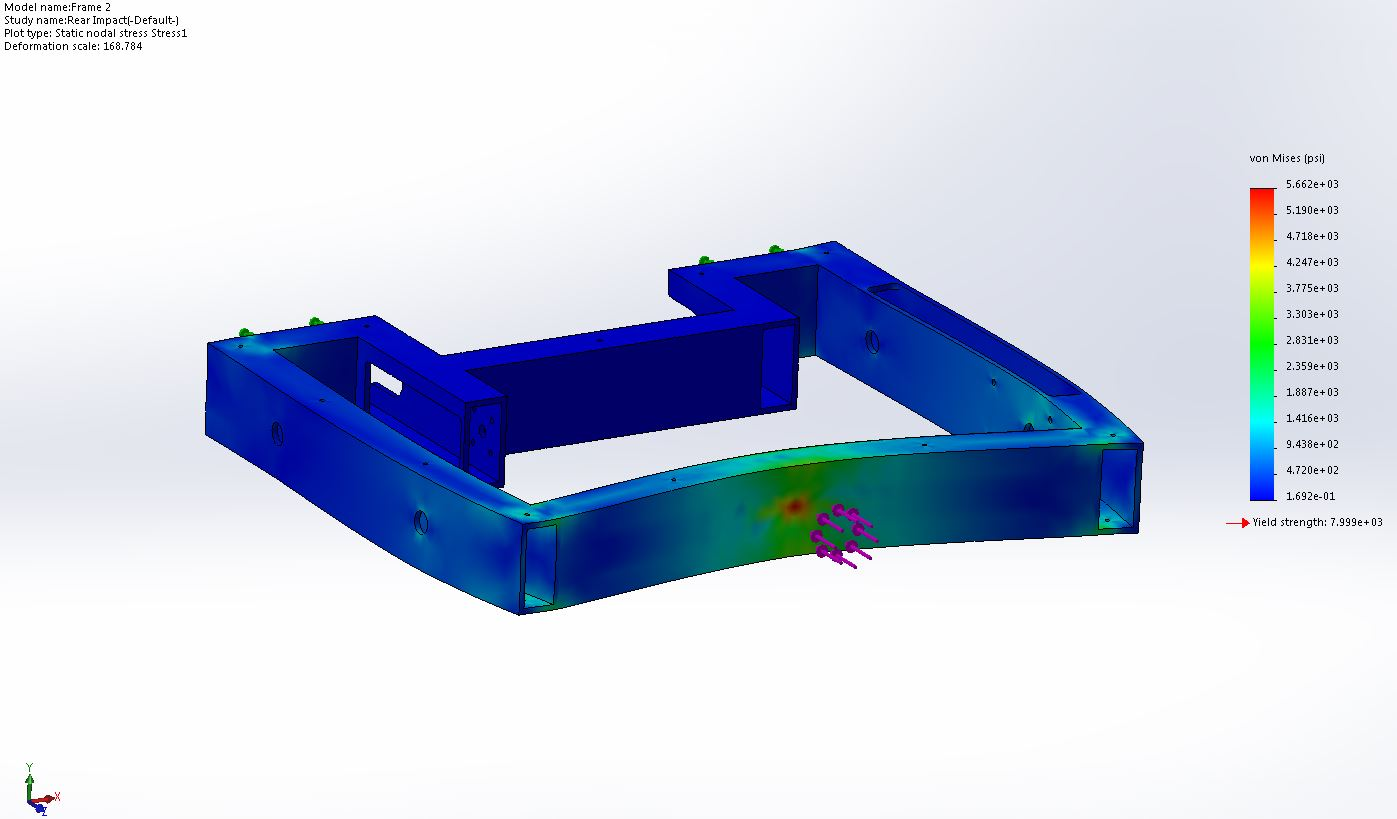 Model name:Frame 2
Study name:Rear Impact(-Default-)
Plot type: Static nodal stress Stress1
Deformation scale: 168.784
von Mises (psi)
5.662e+03
5.190e+03
4.718e+03
4.247e+03
3.775e+03
3.303e+03
2.831e+03
2.359e+03
1.887e+03
1.416e+03
9.438e+02
4.720e+02
1.692e-01
Yield strength: 7.999e+03
Y
X
Z